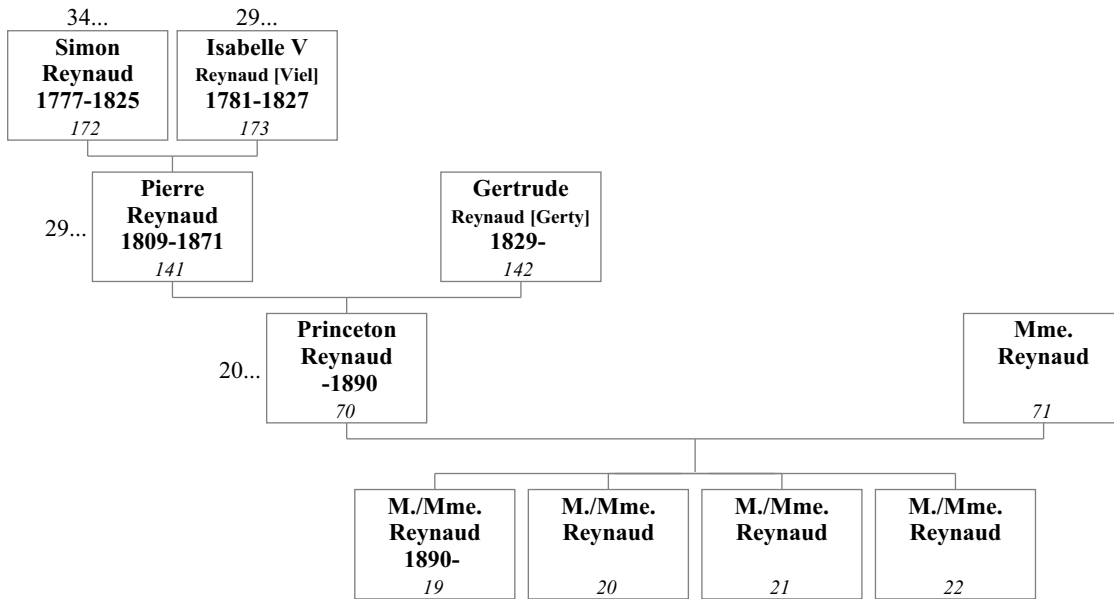 34...
29...
Simon
Reynaud
1777-1825
172
Isabelle V
Reynaud [Viel]
1781-1827
173
29...
Pierre
Reynaud
1809-1871
141
Gertrude
Reynaud [Gerty]
1829-
142
20...
Princeton
Reynaud
-1890
70
Mme.
Reynaud
71
M./Mme.
Reynaud
1890-
19
M./Mme.
Reynaud
20
M./Mme.
Reynaud
21
M./Mme.
Reynaud
22